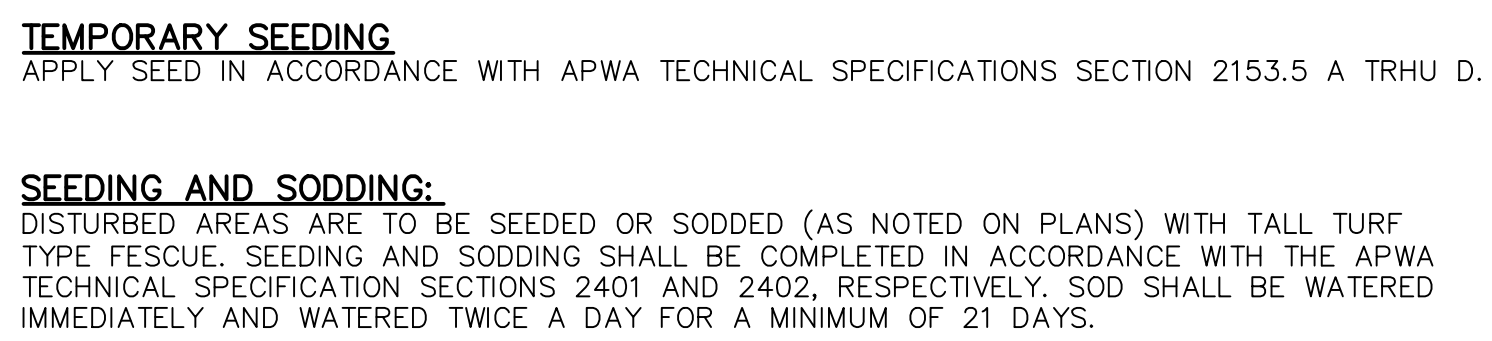 TEMPORARY SEEDING
APPLY SEED IN ACCORDANCE WITH APWA TECHNICAL SPECIFICATIONS SECTION 2153.5 A TRHU D.
SEEDING AND SODDING:
DISTURBED AREAS ARE TO BE SEEDED OR SODDED (AS NOTED ON PLANS) WITH TALL TURF
TYPE FESCUE. SEEDING AND SODDING SHALL BE COMPLETED IN ACCORDANCE WITH THE APWA
TECHNICAL SPECIFICATION SECTIONS 2401 AND 2402, RESPECTIVELY. SOD SHALL BE WATERED
IMMEDIATELY AND WATERED TWICE A DAY FOR A MINIMUM OF 21 DAYS.